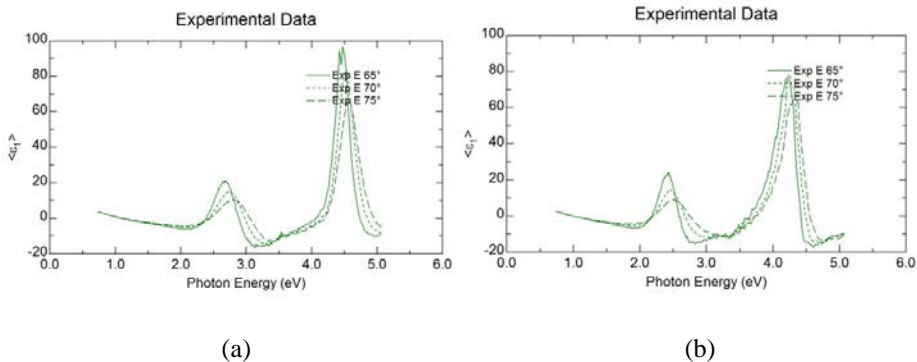 Experimental Data
100
80
60
40
20
0
-20
<ε₁>
Exp E 65°
Exp E 70°
Exp E 75°
0.0 1.0 2.0 3.0 4.0 5.0 6.0
Photon Energy (eV)
(a)
Experimental Data
100
80
60
40
20
0
-20
<ε₁>
Exp E 65°
Exp E 70°
Exp E 75°
0.0 1.0 2.0 3.0 4.0 5.0 6.0
Photon Energy (eV)
(b)